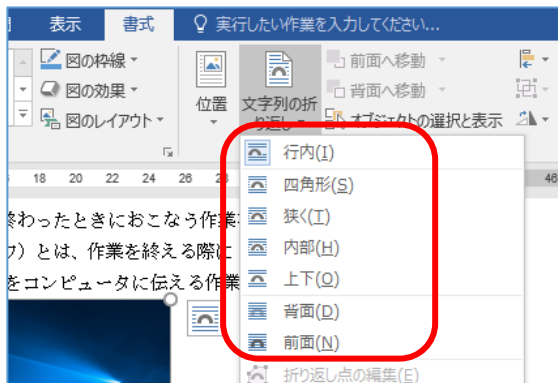 表示 書式 実行したい作業を入力してください...
図の枠線 前面へ移動
図の効果 背面へ移動
位置 文字列の折り返し
図のレイアウト オブジェクトの選択と表示
18 20 22 24 26 28 46
行内(I)
四角形(S)
狭く(T)
内部(H)
上下(O)
背面(D)
前面(N)
折り返し点の編集(E)
終わったときにおこなう作業
とは、作業を終える際に
をコンピュータに伝える作業